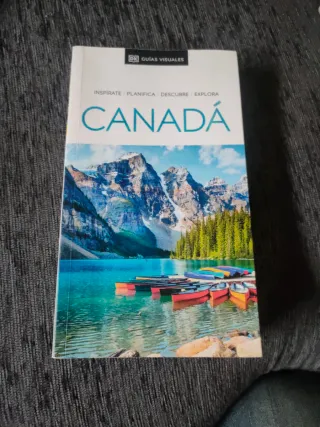 DK GUÍAS VISUALES
INSPÍRATE / PLANIFICA / DESCUBRE / EXPLORA
CANADÁ